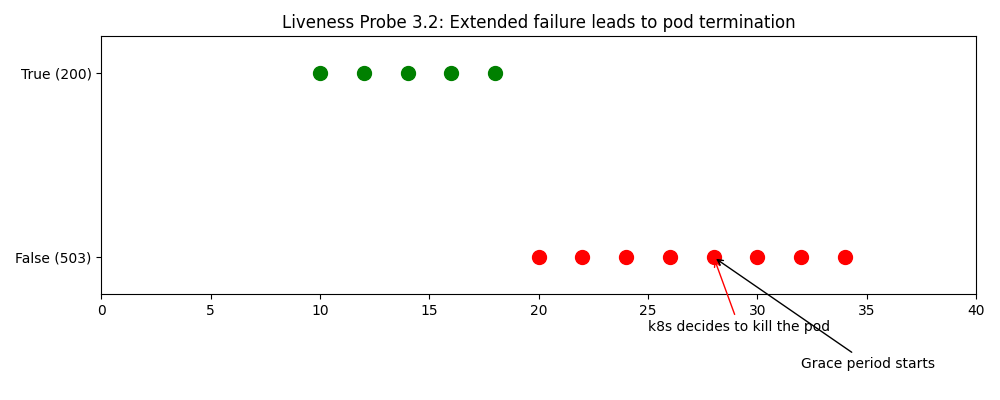 Liveness Probe 3.2: Extended failure leads to pod termination
True (200)
False (503)
0 5 10 15 20 25 30 35 40
k8s decides to kill the pod
Grace period starts